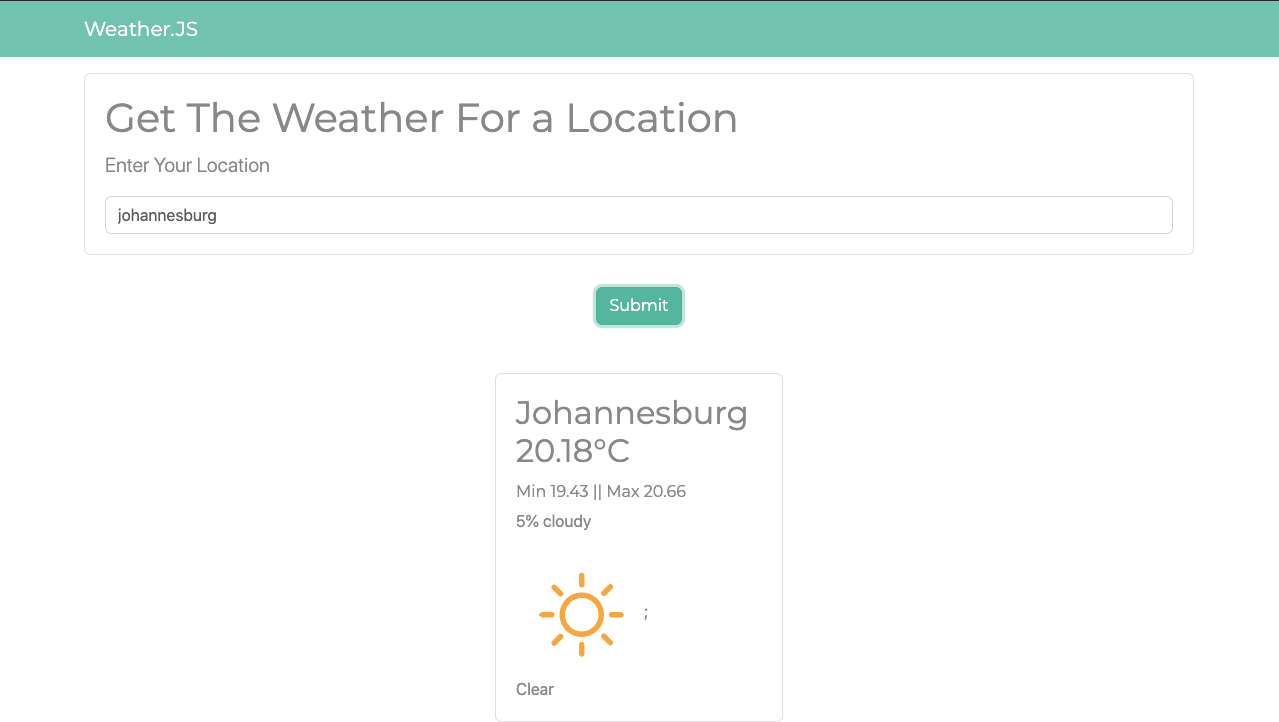 Weather.JS
Get The Weather For a Location
Enter Your Location
johannesburg
Submit
Johannesburg
20.18°C
Min 19.43 || Max 20.66
5% cloudy
;
Clear